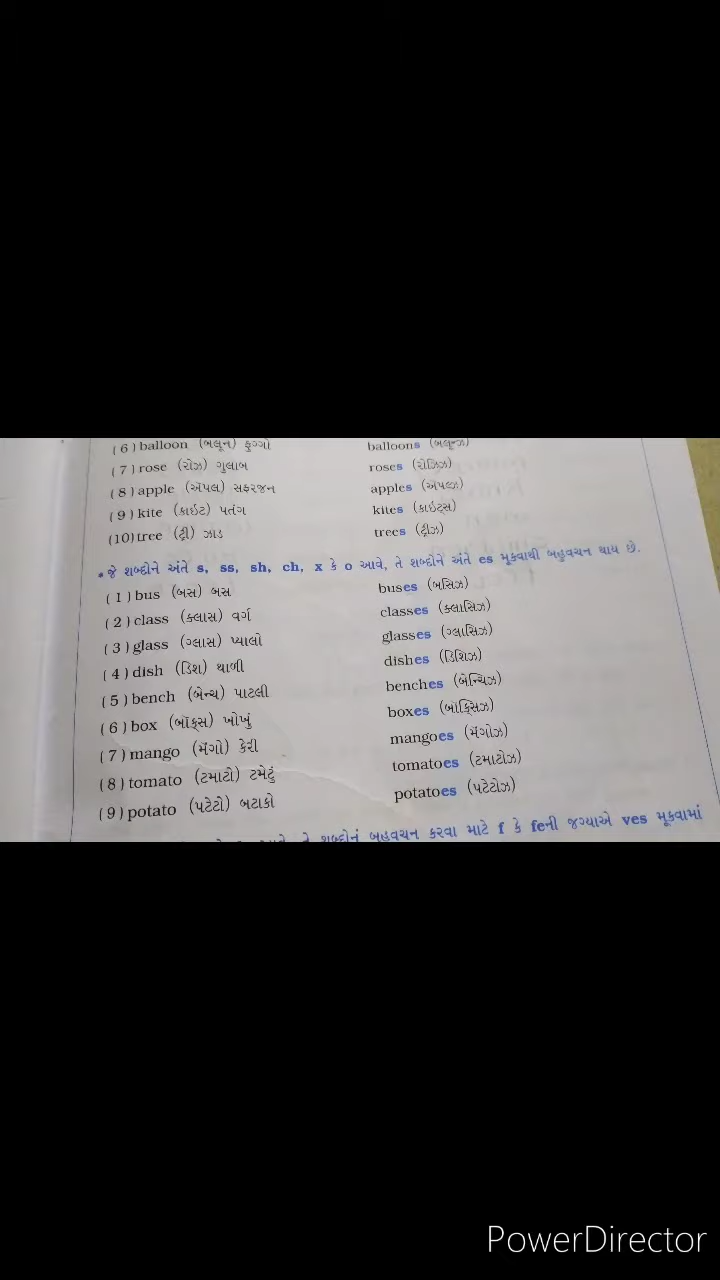 (6) balloon (બલૂન) ફુગ્ગો balloons (બલૂન્ઝ)
(7) rose (રોઝ) ગુલાબ roses (રોઝિઝ)
(8) apple (ઍપલ) સફરજન apples (ઍપલ્ઝ)
(9) kite (કાઇટ) પતંગ kites (કાઇટ્સ)
(10) tree (ટ્રી) ઝાડ trees (ટ્રીઝ)
• જે શબ્દોને અંતે s, ss, sh, ch, x કે o આવે, તે શબ્દોને અંતે es મૂકવાથી બહુવચન થાય છે.
(1) bus (બસ) બસ buses (બસિઝ)
(2) class (ક્લાસ) વર્ગ classes (ક્લાસિઝ)
(3) glass (ગ્લાસ) પ્યાલો glasses (ગ્લાસિઝ)
(4) dish (ડિશ) થાળી dishes (ડિશિઝ)
(5) bench (બેન્ચ) પાટલી benches (બેન્ચિઝ)
(6) box (બૉક્સ) ખોખું boxes (બૉક્સિઝ)
(7) mango (મૅંગો) કેરી mangoes (મૅંગોઝ)
(8) tomato (ટમાટો) ટમેટું tomatoes (ટમાટોઝ)
(9) potato (પટેટો) બટાકો potatoes (પટેટોઝ)
શબ્દોનું બહુવચન કરવા માટે f કે feની જગ્યાએ ves મૂકવામાં
PowerDirector